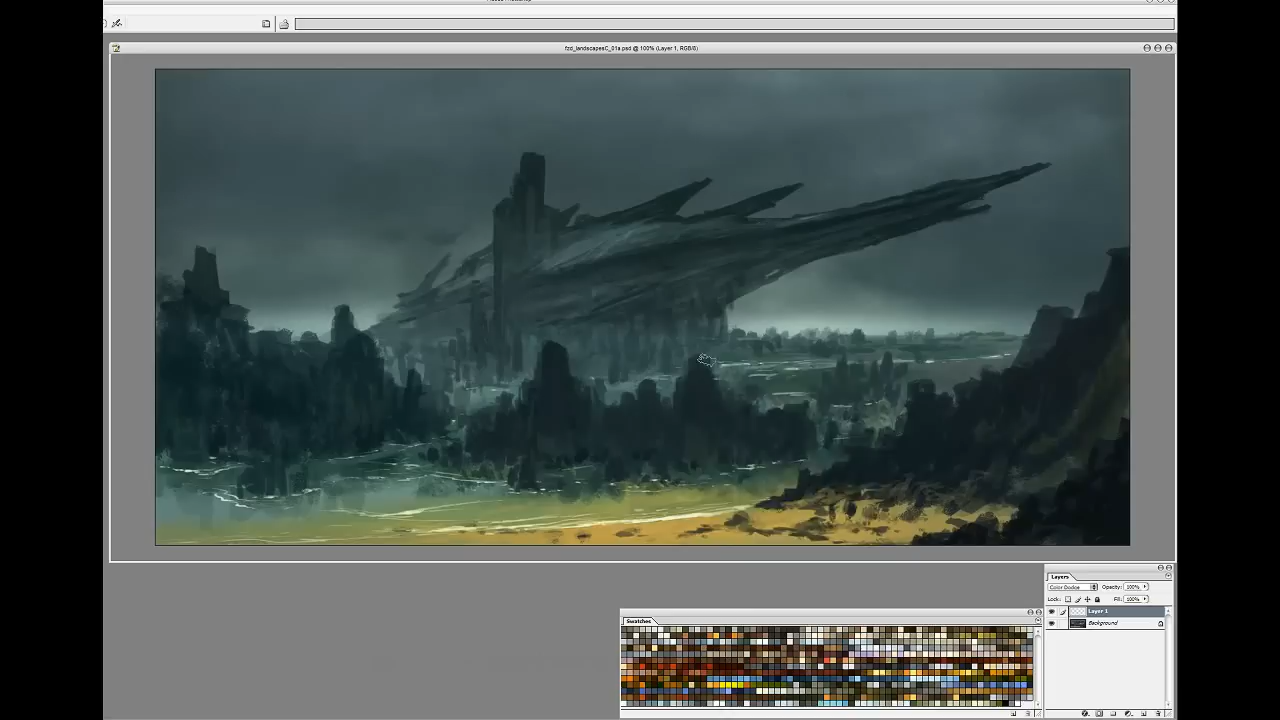 fzd_landscapesC_01a.psd @ 100% (Layer 1, RGB/8)
Layers
Color Dodge Opacity: 100%
Lock: Fill: 100%
Layer 1
Background
Swatches